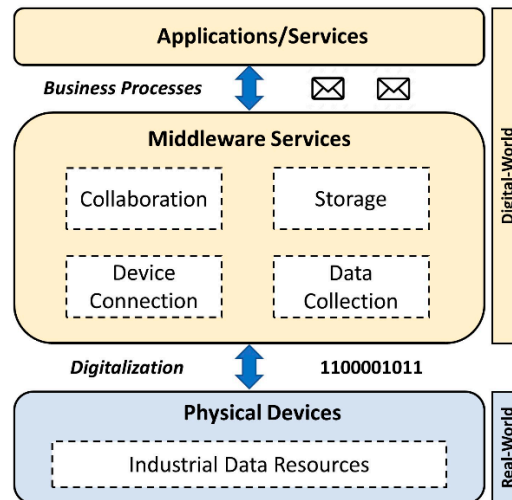 Applications/Services
Business Processes
Middleware Services
Collaboration
Storage
Device
Connection
Data
Collection
Digital-World
Digitalization
1100001011
Physical Devices
Industrial Data Resources
Real-World